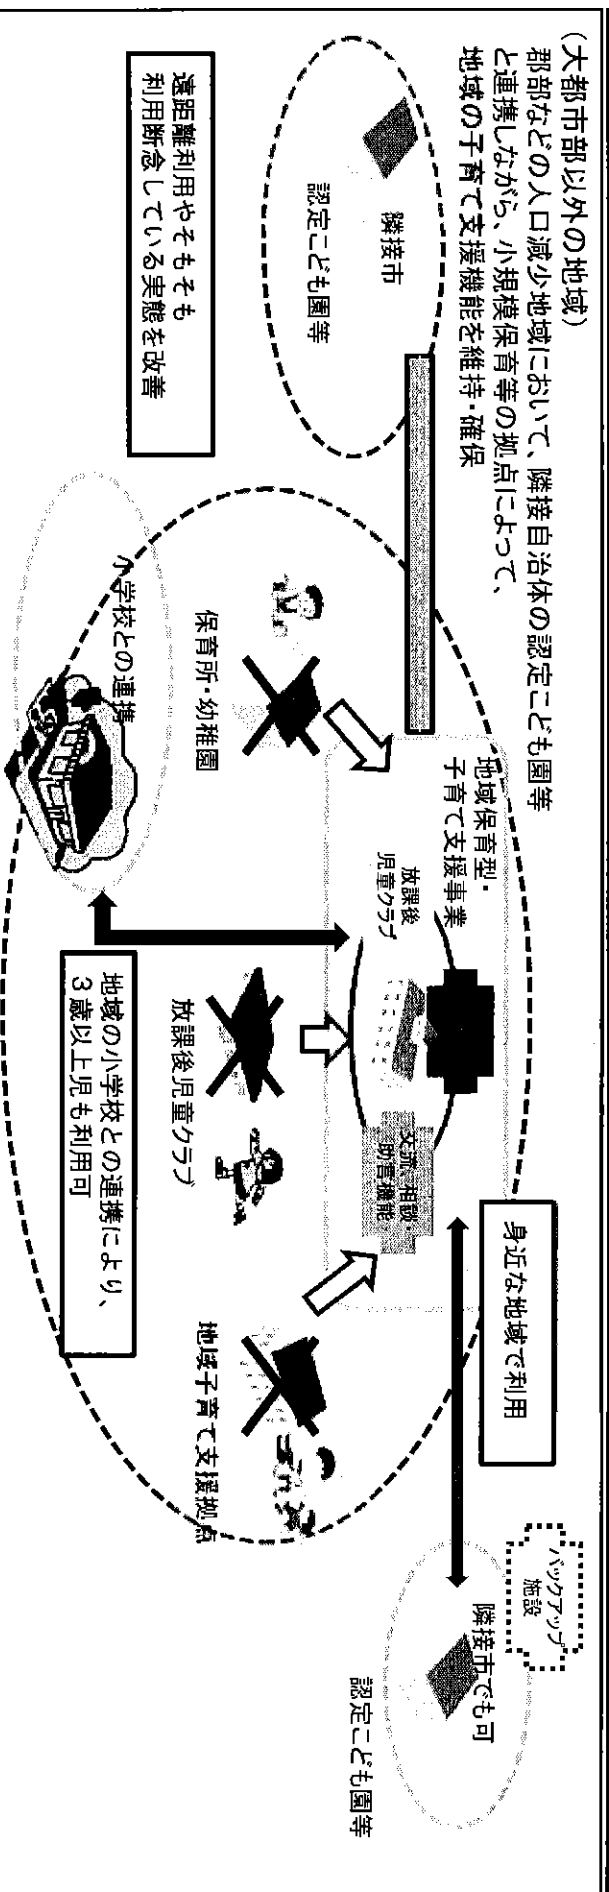 (大都市部以外の地域)
郡部などの人口減少地域において、隣接自治体の認定こども園等
と連携しながら、小規模保育等の拠点によって、
地域の子育て支援機能を維持・確保
隣接市
認定こども園等
遠距離利用やそもそも
利用断念している実態を改善
地域保育型・
子育て支援事業
放課後
児童クラブ
交流、相談・
助言機能
保育所・幼稚園
放課後児童クラブ
地域子育て支援拠点
小学校との連携
地域の小学校との連携により、
3歳以上児も利用可
身近な地域で利用
バックアップ
施設
隣接市でも可
認定こども園等